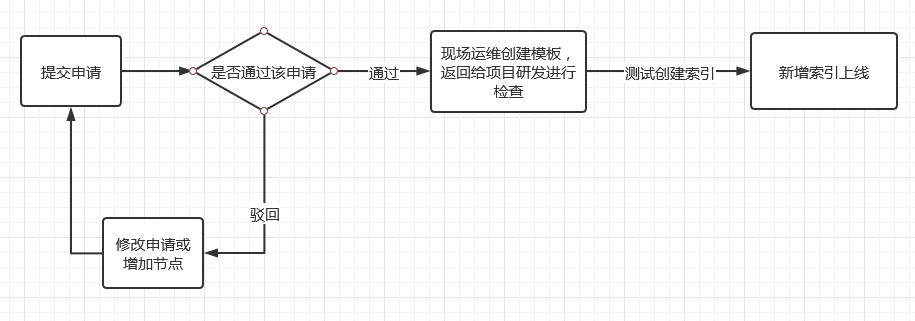 提交申请
是否通过该申请
通过
现场运维创建模板，
返回给项目研发进行
检查
测试创建索引
新增索引上线
驳回
修改申请或
增加节点